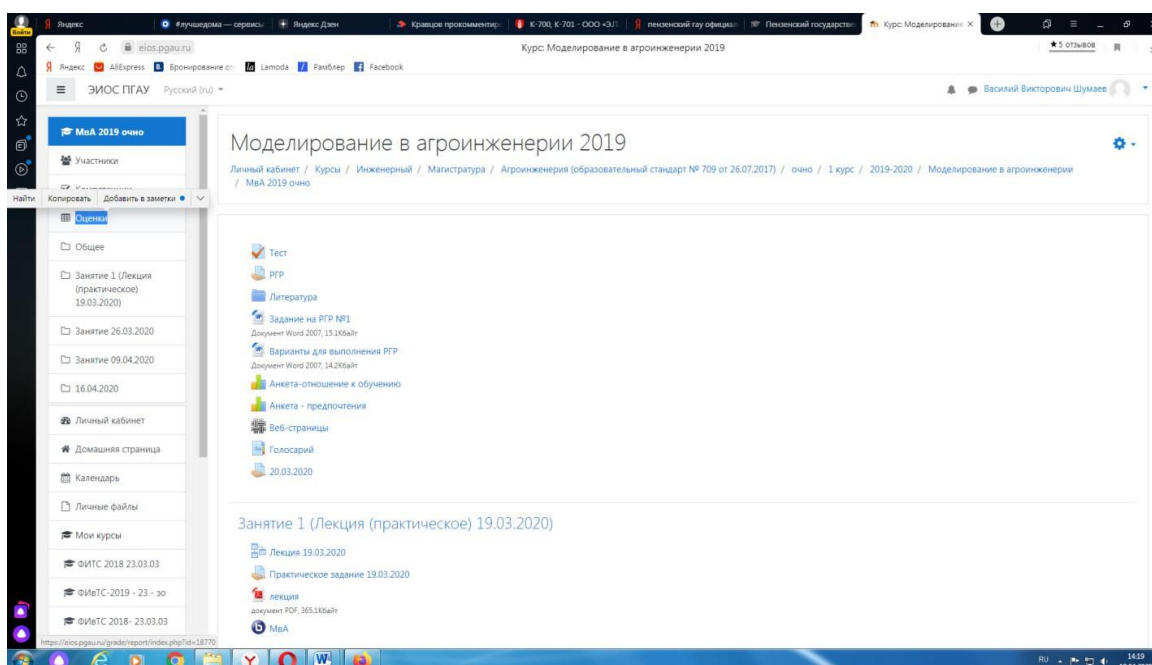 Войти
Яндекс
#лучшедома — сервисы
Яндекс Дзен
Кравцов прокомментир
К-700, К-701 - ООО «ЭЛ
пензенский гау официал
Пензенский государстве
Курс: Моделирование
eios.pgau.ru
Курс: Моделирование в агроинженерии 2019
★ 5 отзывов
Яндекс AliExpress Бронирование от Lamoda Рамблер Facebook
ЭИОС ПГАУ Русский (ru)
Василий Викторович Шумаев
МвА 2019 очно
Участники
Найти Копировать Добавить в заметки
Оценки
Общее
Занятие 1 (Лекция
(практическое)
19.03.2020)
Занятие 26.03.2020
Занятие 09.04.2020
16.04.2020
Личный кабинет
Домашняя страница
Календарь
Личные файлы
Мои курсы
ФИТС 2018 23.03.03
ФИвТС-2019 - 23 - зо
ФИвТС 2018- 23.03.03
https://eios.pgau.ru/grade/report/index.php?id=18770
Моделирование в агроинженерии 2019
Личный кабинет / Курсы / Инженерный / Магистратура / Агроинженерия (образовательный стандарт № 709 от 26.07.2017) / очно / 1 курс / 2019-2020 / Моделирование в агроинженерии
/ МвА 2019 очно
Тест
РГР
Литература
Задание на РГР №1
Документ Word 2007, 15.1Кбайт
Варианты для выполнения РГР
Документ Word 2007, 14.2Кбайт
Анкета-отношение к обучению
Анкета - предпочтения
Веб-страницы
Голосарий
20.03.2020
Занятие 1 (Лекция (практическое) 19.03.2020)
Лекция 19.03.2020
Практическое задание 19.03.2020
лекция
документ PDF, 365.1Кбайт
МвА
RU
14:19